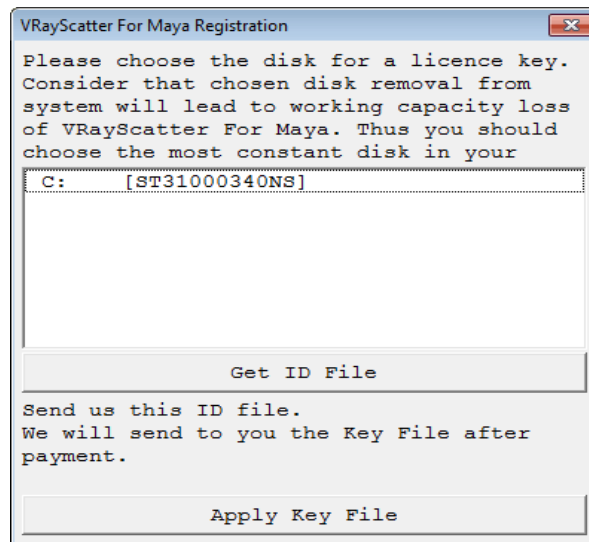 VRayScatter For Maya Registration
Please choose the disk for a licence key.
Consider that chosen disk removal from
system will lead to working capacity loss
of VRayScatter For Maya. Thus you should
choose the most constant disk in your
C: [ST31000340NS]
Get ID File
Send us this ID file.
We will send to you the Key File after
payment.
Apply Key File